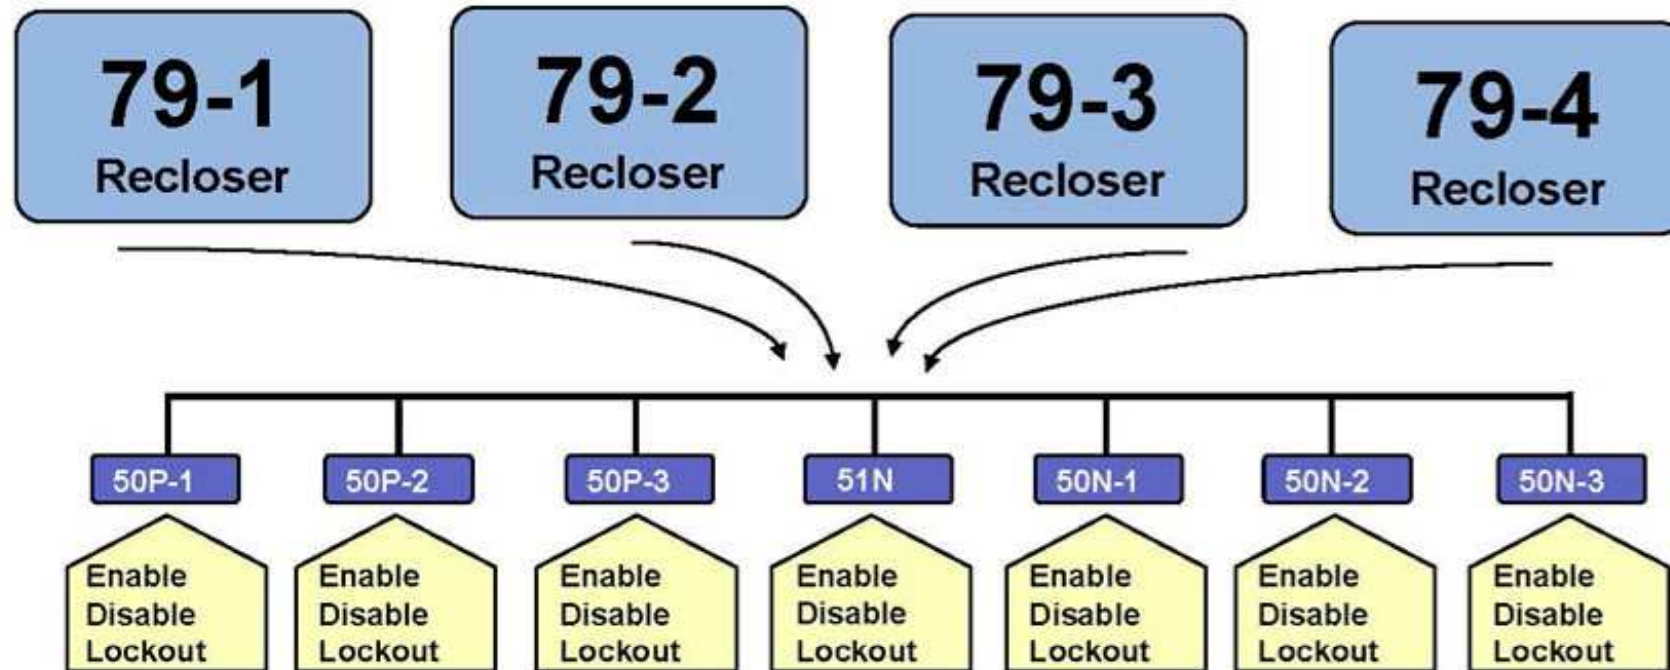 79-1
Recloser
79-2
Recloser
79-3
Recloser
79-4
Recloser
50P-1
50P-2
50P-3
51N
50N-1
50N-2
50N-3
Enable
Disable
Lockout
Enable
Disable
Lockout
Enable
Disable
Lockout
Enable
Disable
Lockout
Enable
Disable
Lockout
Enable
Disable
Lockout
Enable
Disable
Lockout